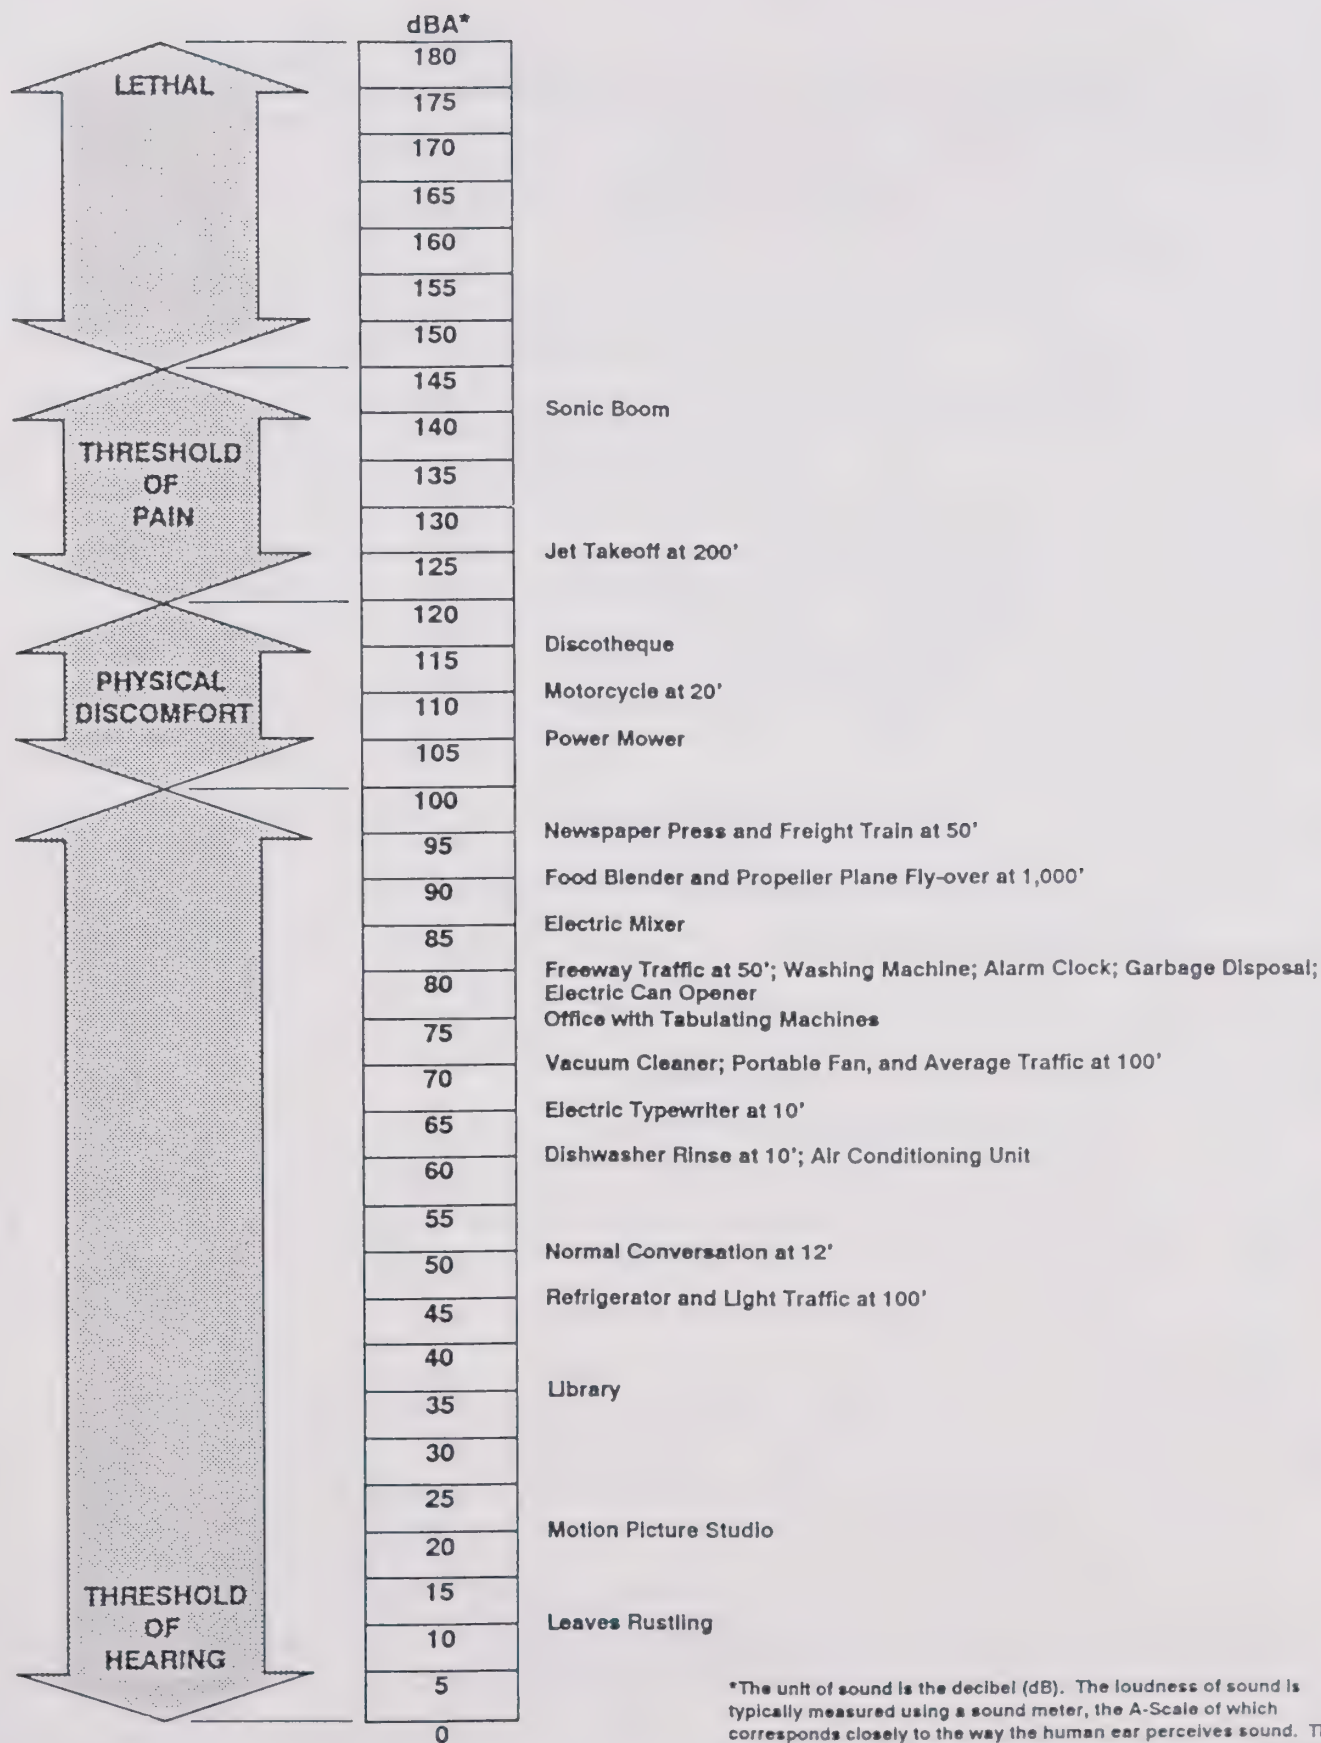 dBA*
180
LETHAL
175
170
165
160
155
150
145
Sonic Boom
140
THRESHOLD
OF
PAIN
135
130
Jet Takeoff at 200'
125
120
Discotheque
115
PHYSICAL
DISCOMFORT
Motorcycle at 20'
110
Power Mower
105
100
Newspaper Press and Freight Train at 50'
95
Food Blender and Propeller Plane Fly-over at 1,000'
90
Electric Mixer
85
Freeway Traffic at 50'; Washing Machine; Alarm Clock; Garbage Disposal;
80
Electric Can Opener
Office with Tabulating Machines
75
Vacuum Cleaner; Portable Fan, and Average Traffic at 100'
70
Electric Typewriter at 10'
65
Dishwasher Rinse at 10'; Air Conditioning Unit
60
55
Normal Conversation at 12'
50
Refrigerator and Light Traffic at 100'
45
40
Library
35
30
25
Motion Picture Studio
20
15
THRESHOLD
OF
HEARING
Leaves Rustling
10
5
0
*The unit of sound is the decibel (dB). The loudness of sound is
typically measured using a sound meter, the A-Scale of which
corresponds closely to the way the human ear perceives sound.